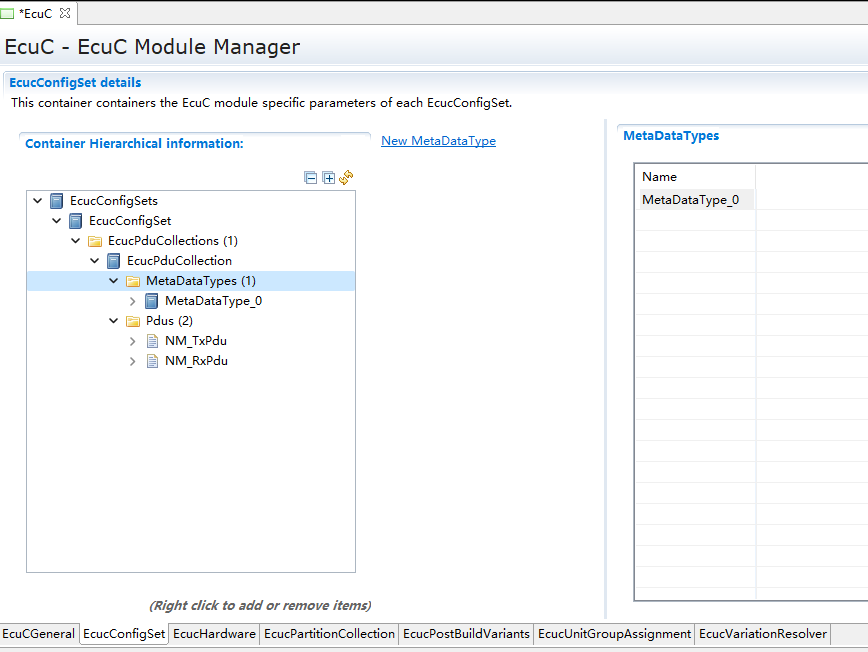 *EcuC
EcuC - EcuC Module Manager
EcucConfigSet details
This container containers the EcuC module specific parameters of each EcucConfigSet.
Container Hierarchical information:
New MetaDataType
EcucConfigSets
EcucConfigSet
EcucPduCollections (1)
EcucPduCollection
MetaDataTypes (1)
MetaDataType_0
Pdus (2)
NM_TxPdu
NM_RxPdu
(Right click to add or remove items)
MetaDataTypes
Name
MetaDataType_0
EcuCGeneral EcucConfigSet EcucHardware EcucPartitionCollection EcucPostBuildVariants EcucUnitGroupAssignment EcucVariationResolver